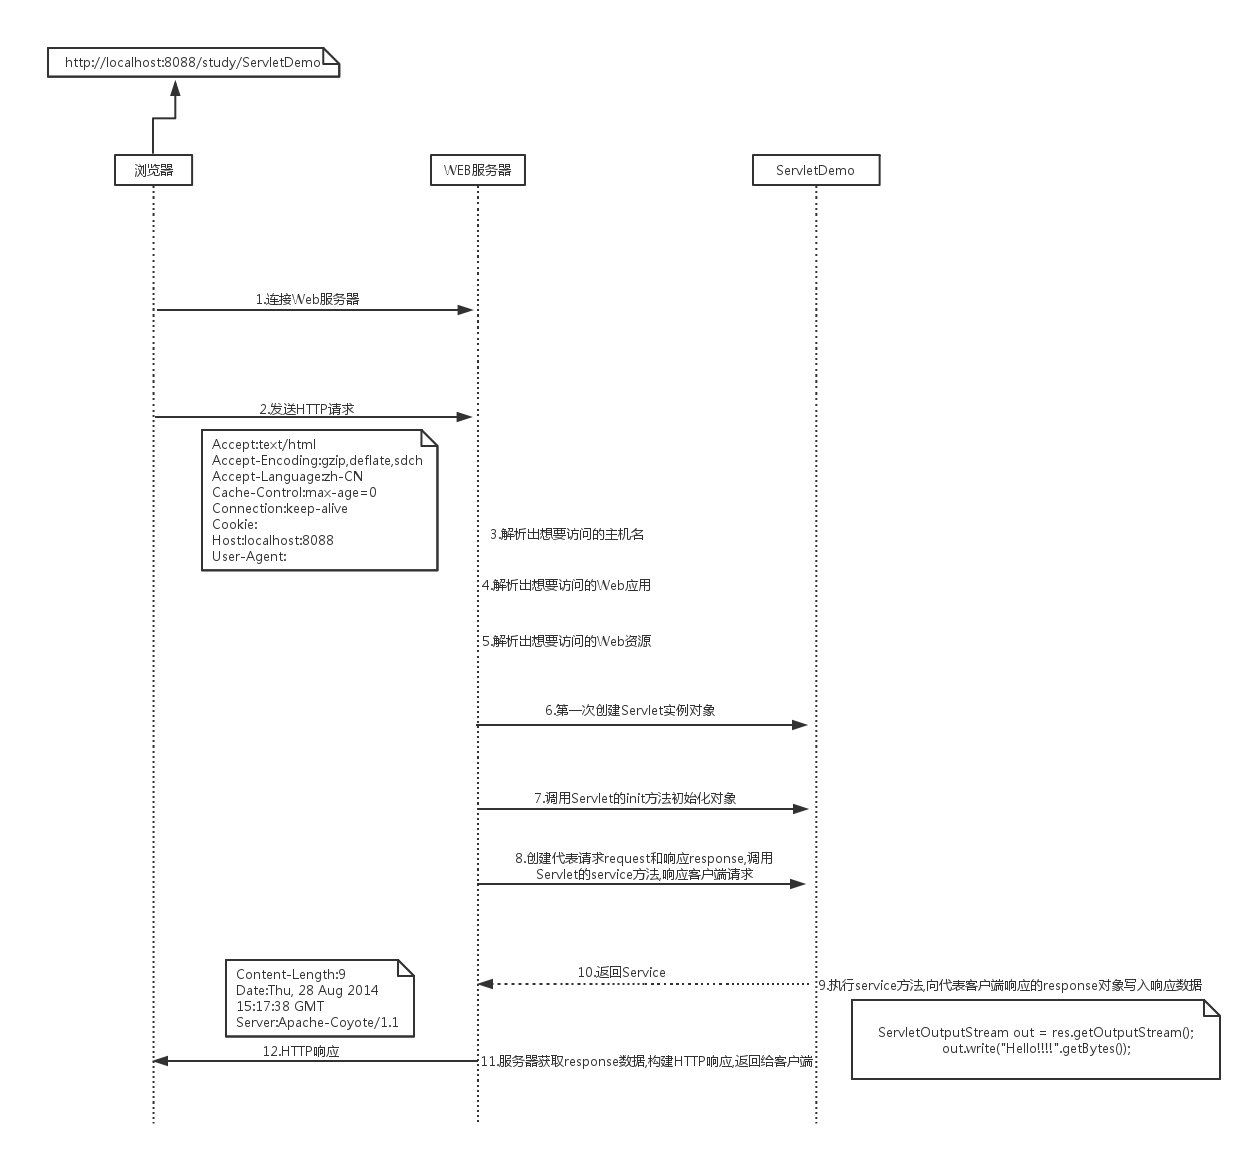 http://localhost:8088/study/ServletDemo
浏览器
WEB服务器
ServletDemo
1.连接Web服务器
2.发送HTTP请求
Accept:text/html
Accept-Encoding:gzip,deflate,sdch
Accept-Language:zh-CN
Cache-Control:max-age=0
Connection:keep-alive
Cookie:
Host:localhost:8088
User-Agent:
3.解析出想要访问的主机名
4.解析出想要访问的Web应用
5.解析出想要访问的Web资源
6.第一次创建Servlet实例对象
7.调用Servlet的init方法初始化对象
8.创建代表请求request和响应response,调用
Servlet的service方法,响应客户端请求
9.执行service方法,向代表客户端响应的response对象写入响应数据
ServletOutputStream out = res.getOutputStream();
out.write("Hello!!!!".getBytes());
10.返回Service
11.服务器获取response数据,构建HTTP响应,返回给客户端
Content-Length:9
Date:Thu, 28 Aug 2014
15:17:38 GMT
Server:Apache-Coyote/1.1
12.HTTP响应